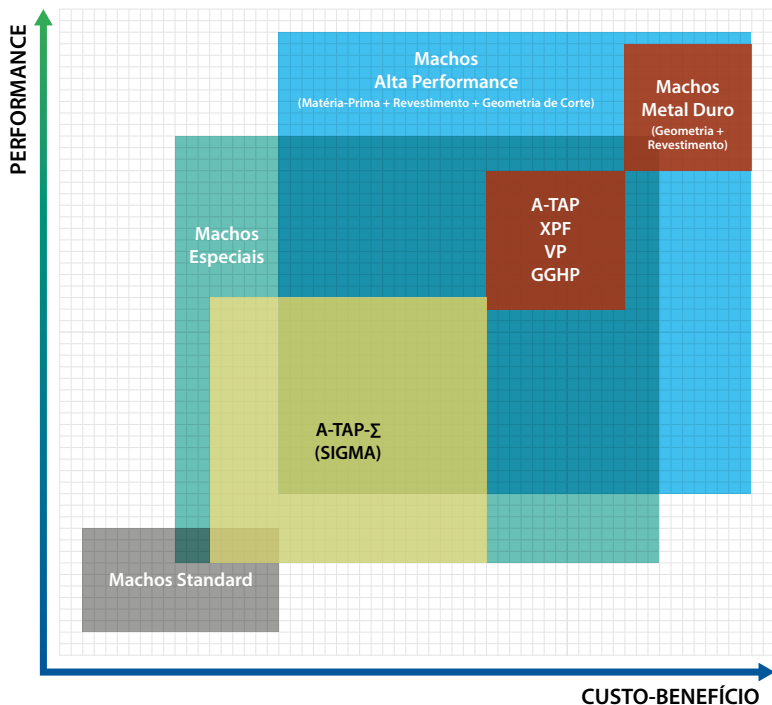 PERFORMANCE
Machos
Alta Performance
(Matéria-Prima + Revestimento + Geometria de Corte)
Machos
Metal Duro
(Geometria +
Revestimento)
A-TAP
XPF
VP
GGHP
Machos
Especiais
A-TAP-Σ
(SIGMA)
Machos Standard
CUSTO-BENEFÍCIO